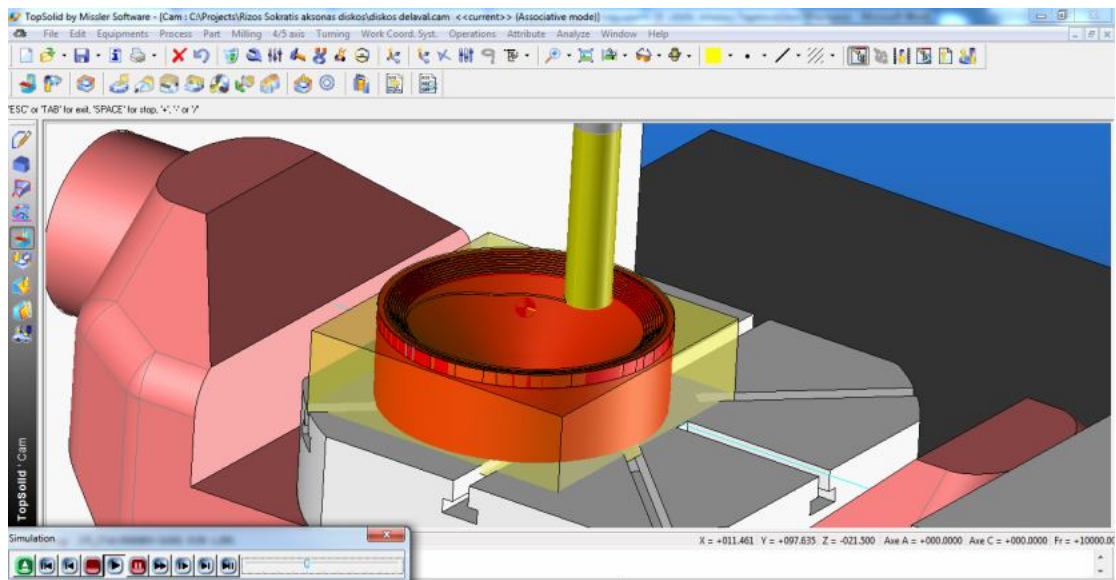 TopSolid by Missler Software - [Cam : C:\Projects\Rizos Sokratis aksonas diskos\diskos delaval.cam <<current>> (Associative mode)]
File Edit Equipments Process Part Milling 4/5 axis Turning Work Coord. Syst. Operations Attribute Analyze Window Help
'ESC' or 'TAB' for exit, 'SPACE' for stop, '+', '-' or '/'
TopSolid'Cam
Simulation
X = +011.461 Y = +097.635 Z = -021.500 Axe A = +000.0000 Axe C = +000.0000 Fr = +10000.00